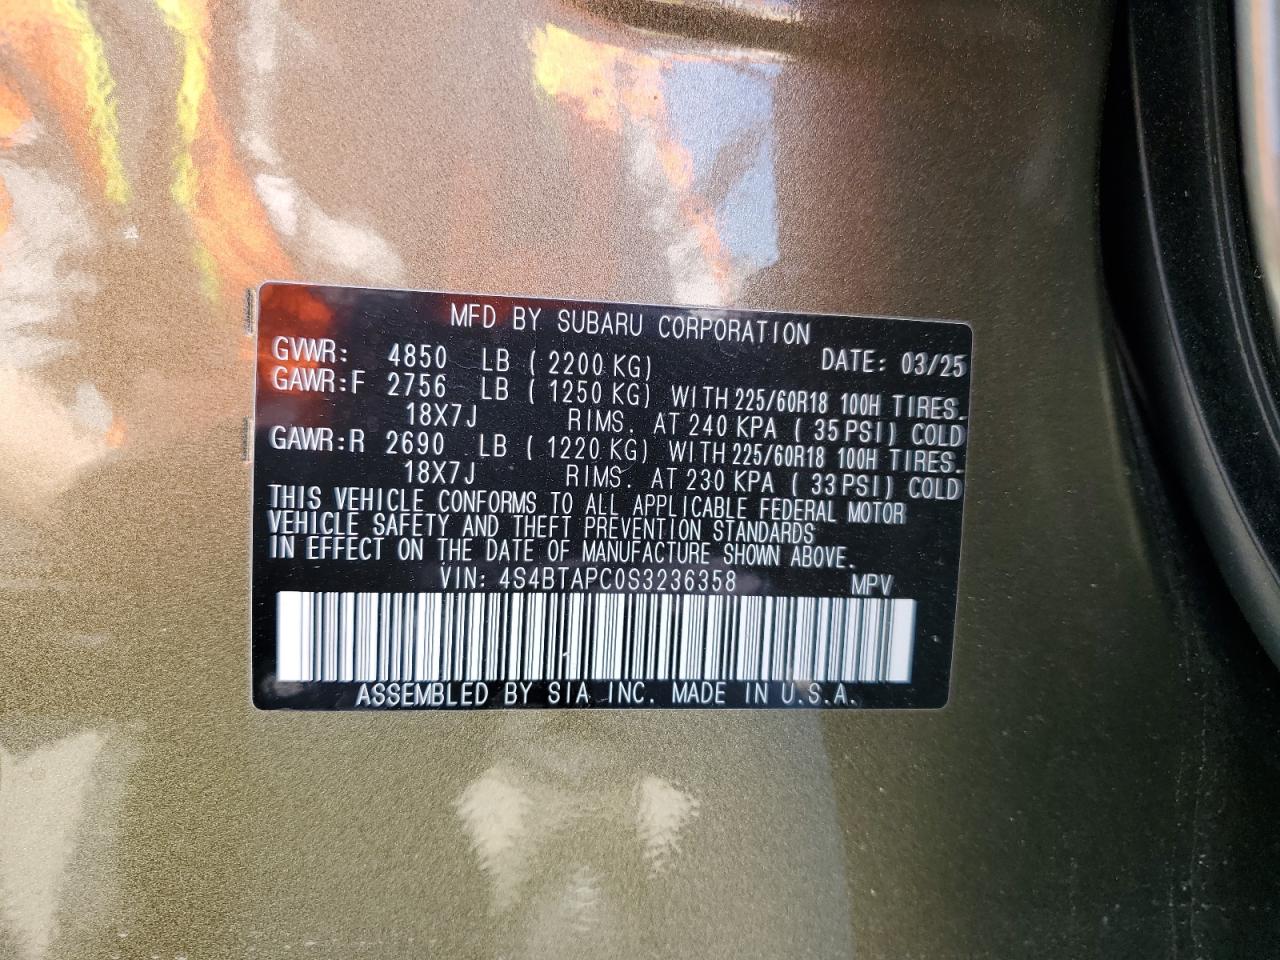 MFD BY SUBARU CORPORATION
GVWR: 4850 LB ( 2200 KG) DATE: 03/25
GAWR:F 2756 LB ( 1250 KG) WITH 225/60R18 100H TIRES.
18X7J RIMS. AT 240 KPA ( 35 PSI) COLD
GAWR:R 2690 LB ( 1220 KG) WITH 225/60R18 100H TIRES.
18X7J RIMS. AT 230 KPA ( 33 PSI) COLD
THIS VEHICLE CONFORMS TO ALL APPLICABLE FEDERAL MOTOR
VEHICLE SAFETY AND THEFT PREVENTION STANDARDS
IN EFFECT ON THE DATE OF MANUFACTURE SHOWN ABOVE.
VIN: 4S4BTAPC0S3236358 MPV
ASSEMBLED BY SIA INC. MADE IN U.S.A.